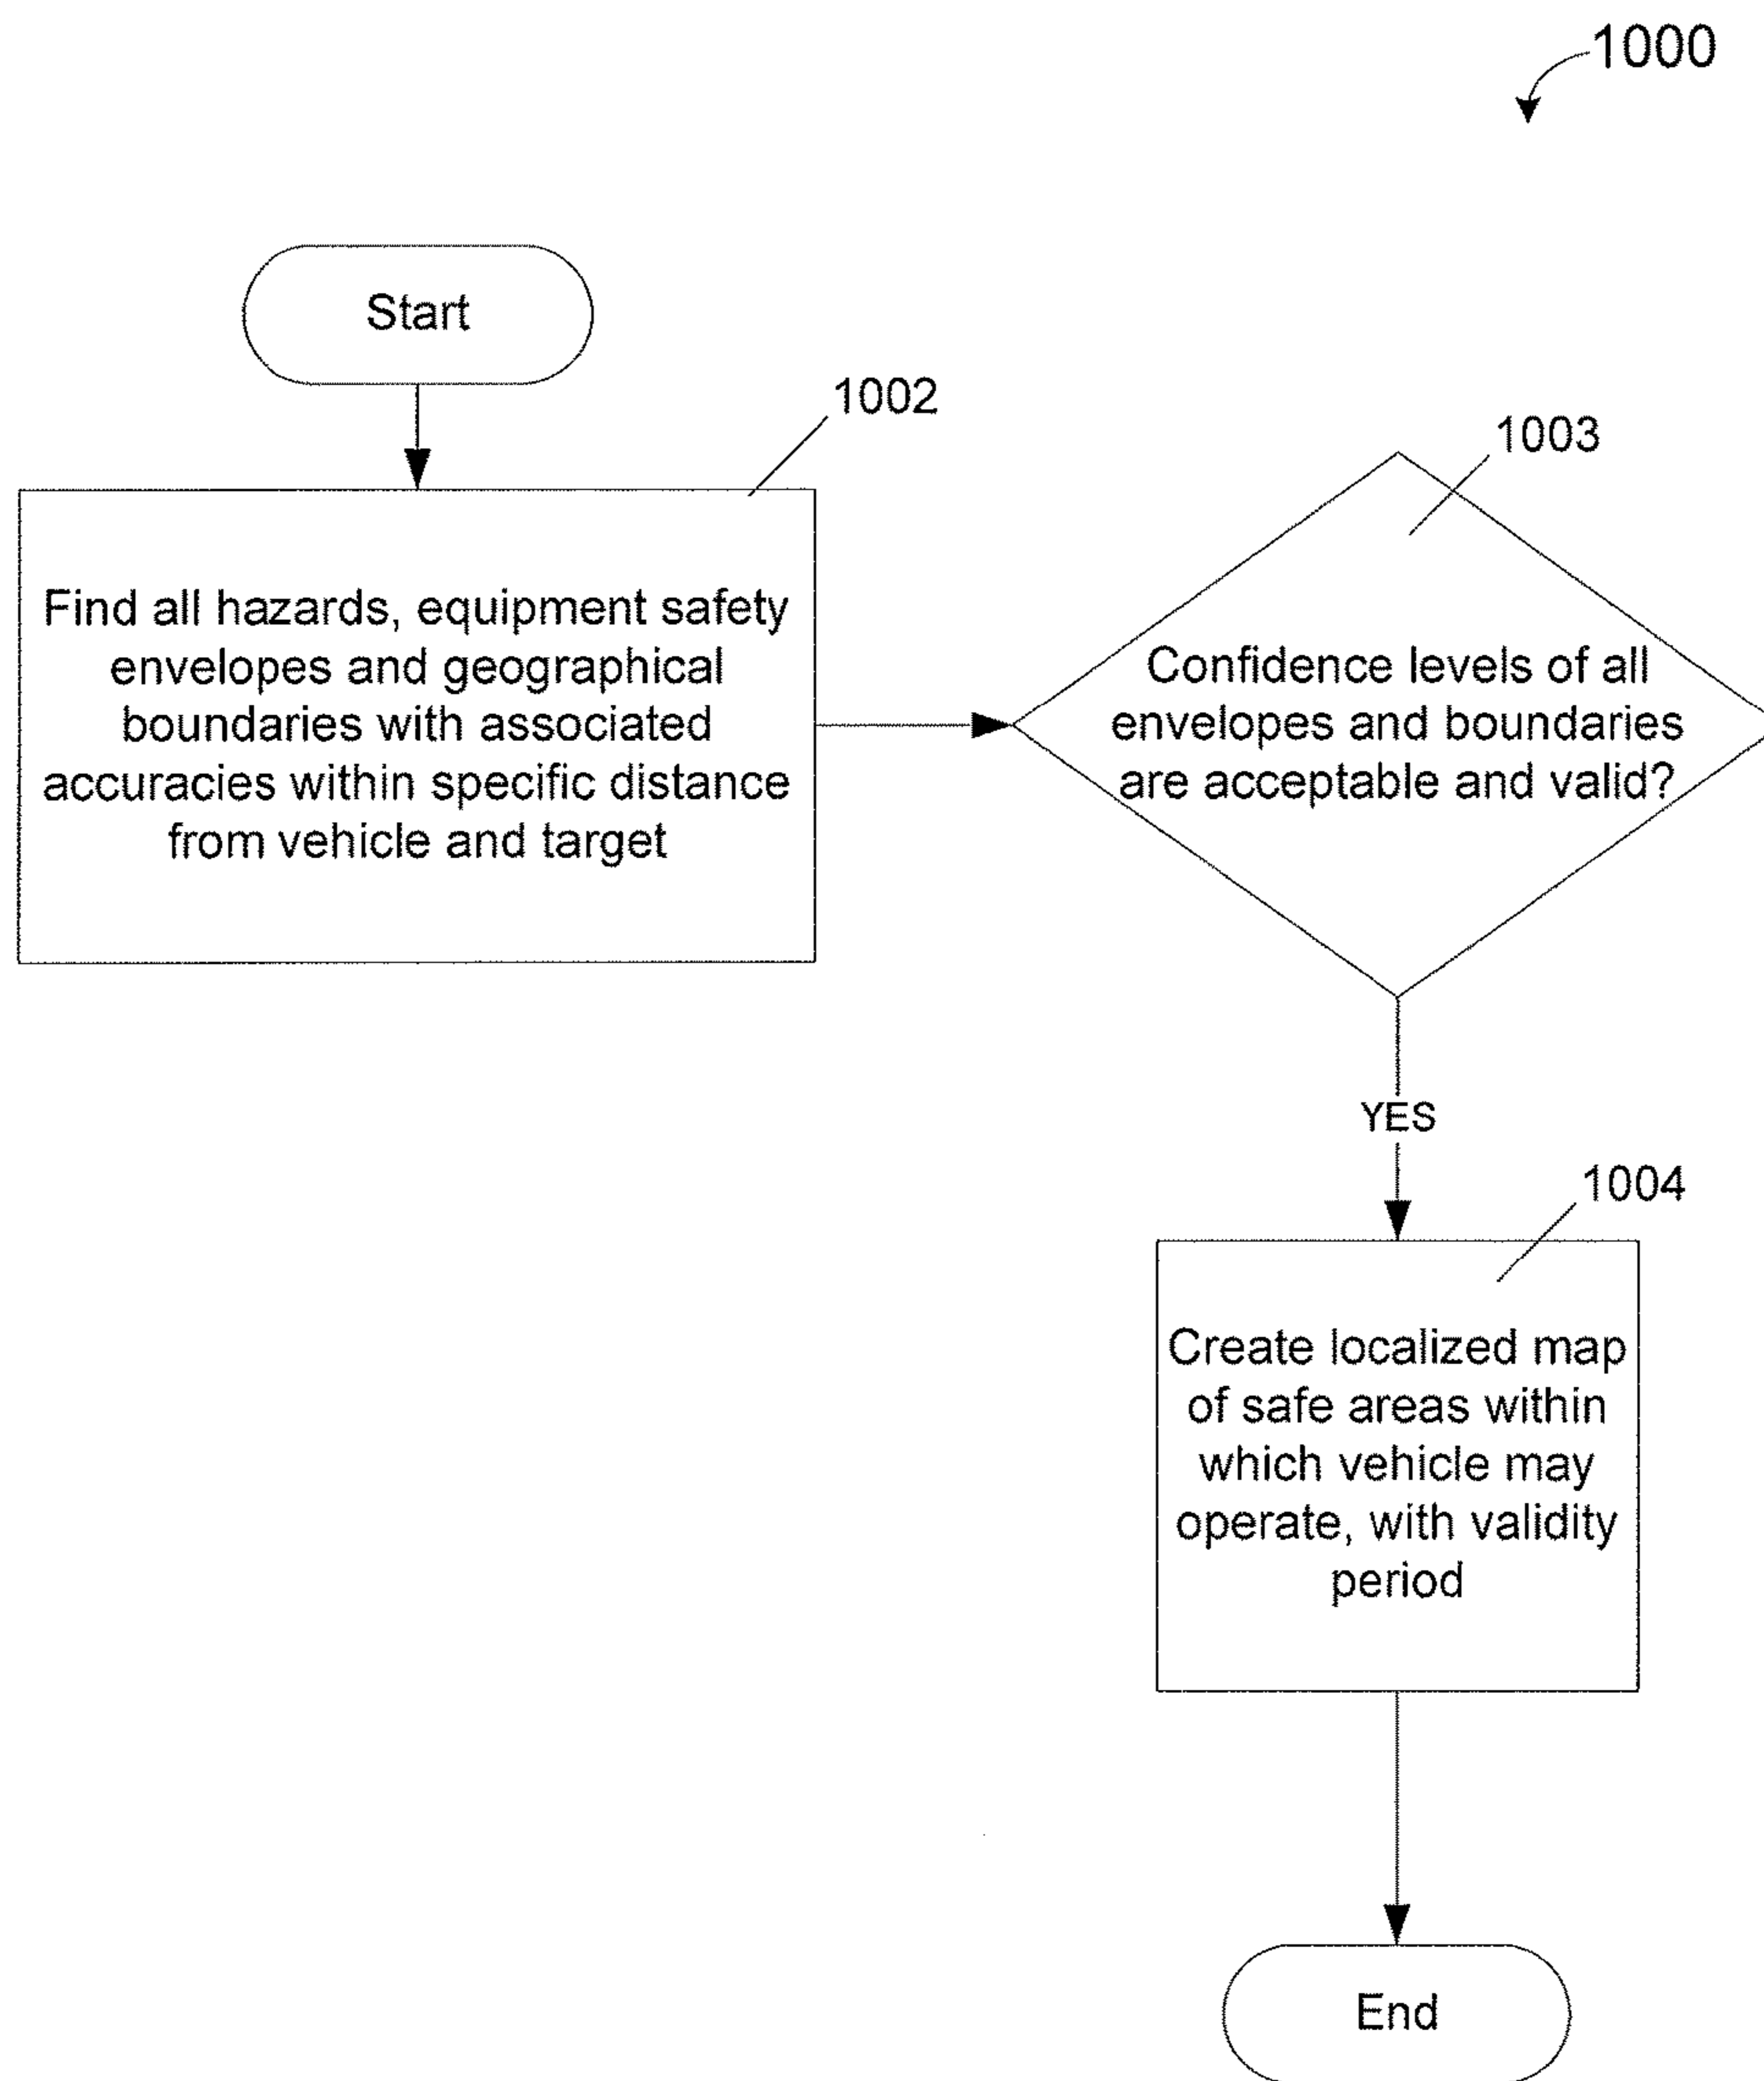 1000
Start
1002
Find all hazards, equipment safety
envelopes and geographical
boundaries with associated
accuracies within specific distance
from vehicle and target
1003
Confidence levels of all
envelopes and boundaries
are acceptable and valid?
YES
1004
Create localized map
of safe areas within
which vehicle may
operate, with validity
period
End